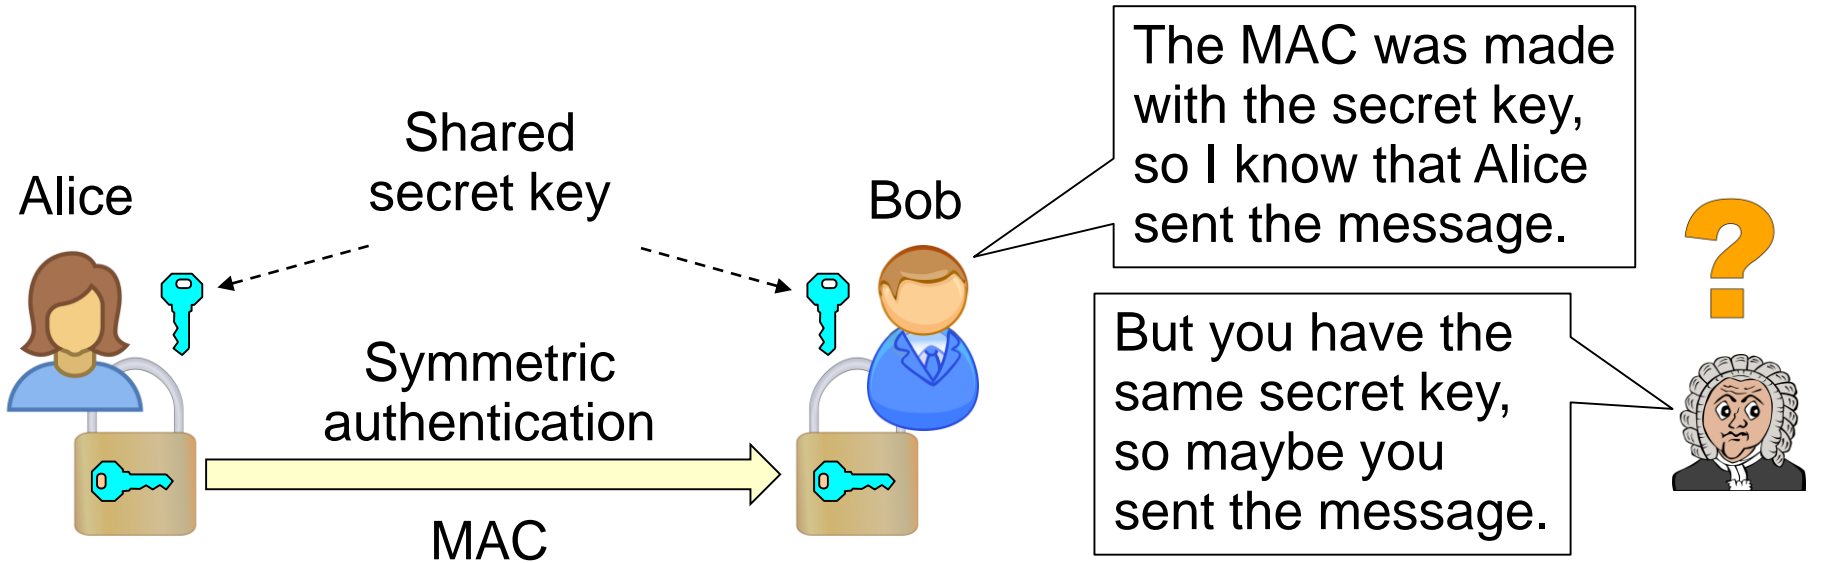 Alice
Shared
secret key
Bob
The MAC was made
with the secret key,
so I know that Alice
sent the message.
Symmetric
authentication
MAC
But you have the
same secret key,
so maybe you
sent the message.
?